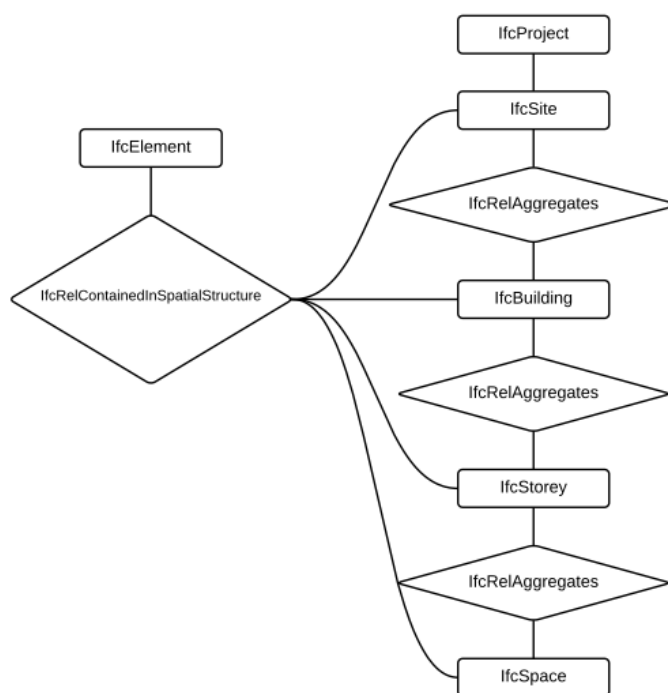 IfcProject
IfcSite
IfcElement
IfcRelAggregates
IfcRelContainedInSpatialStructure
IfcBuilding
IfcRelAggregates
IfcStorey
IfcRelAggregates
IfcSpace